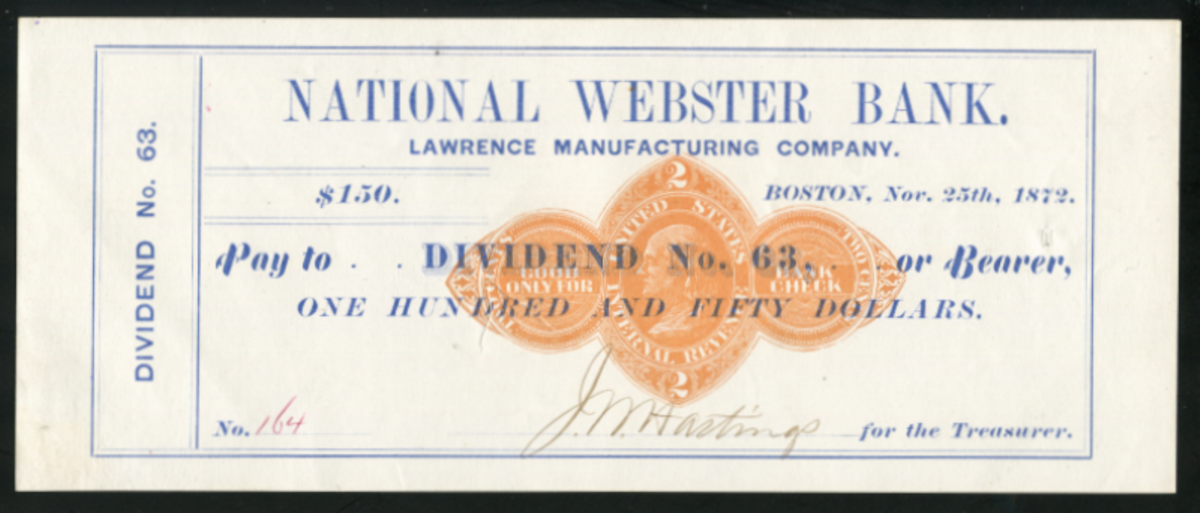 DIVIDEND No. 63.
NATIONAL WEBSTER BANK.
LAWRENCE MANUFACTURING COMPANY.
$150.
BOSTON, Nov. 25th, 1872.
Pay to . . DIVIDEND No. 63. . . or Bearer,
ONE HUNDRED AND FIFTY DOLLARS.
2
UNITED STATES
INTERNAL REVENUE
2
GOOD
ONLY FOR
BANK
CHECK
TWO CENTS
No. 164
J. W. Hastings for the Treasurer.